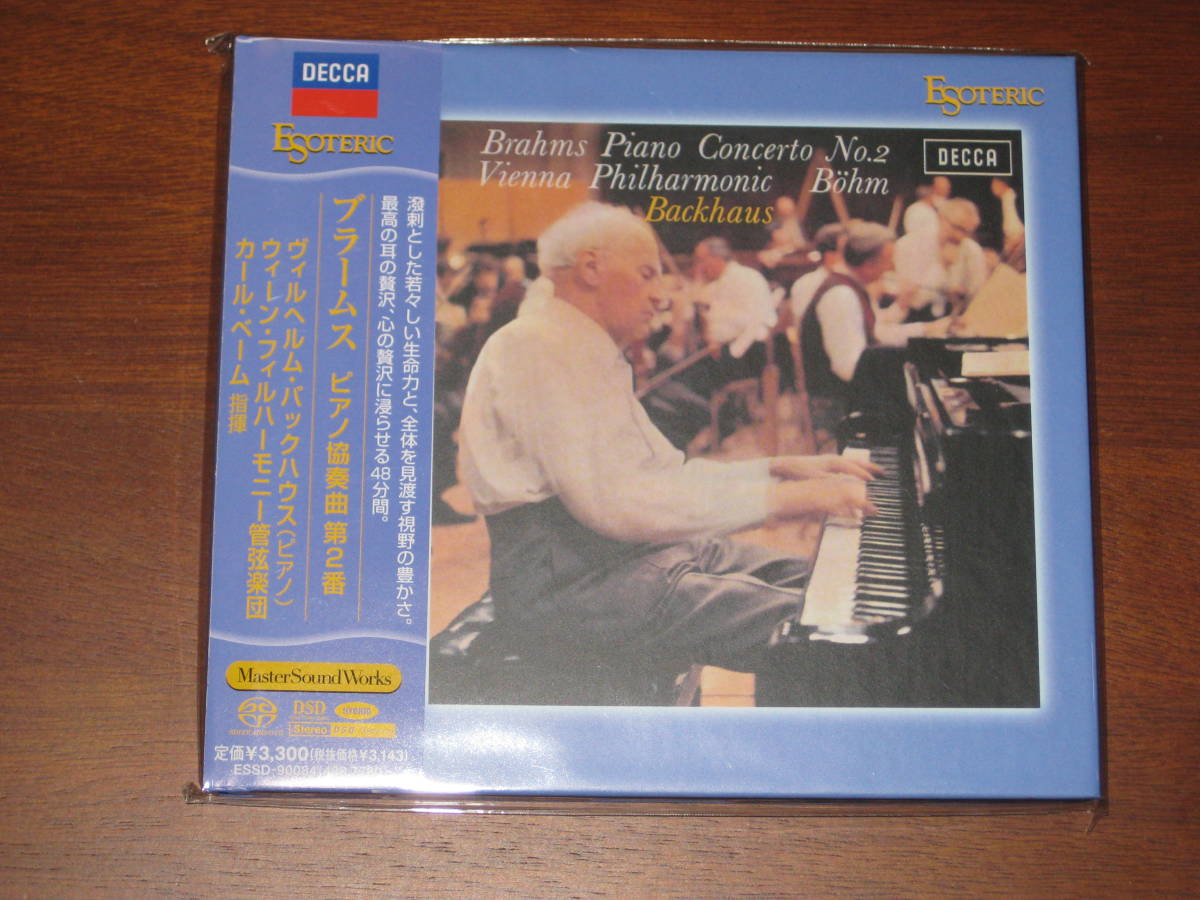 DECCA
ESOTERIC
潑剌とした若々しい生命力と、全体を見渡す視野の豊かさ。
最高の耳の贅沢、心の贅沢に浸らせる48分間。
ブラームス ピアノ協奏曲 第2番
ヴィルヘルム・バックハウス(ピアノ)
ウィーン・フィルハーモニー管弦楽団
カール・ベーム 指揮
MasterSoundWorks
DSD
HYBRID
Stereo
定価¥3,300(税抜価格¥3,143)
ESSD-90084
ESOTERIC
Brahms Piano Concerto No.2
DECCA
Vienna Philharmonic Böhm
Backhaus